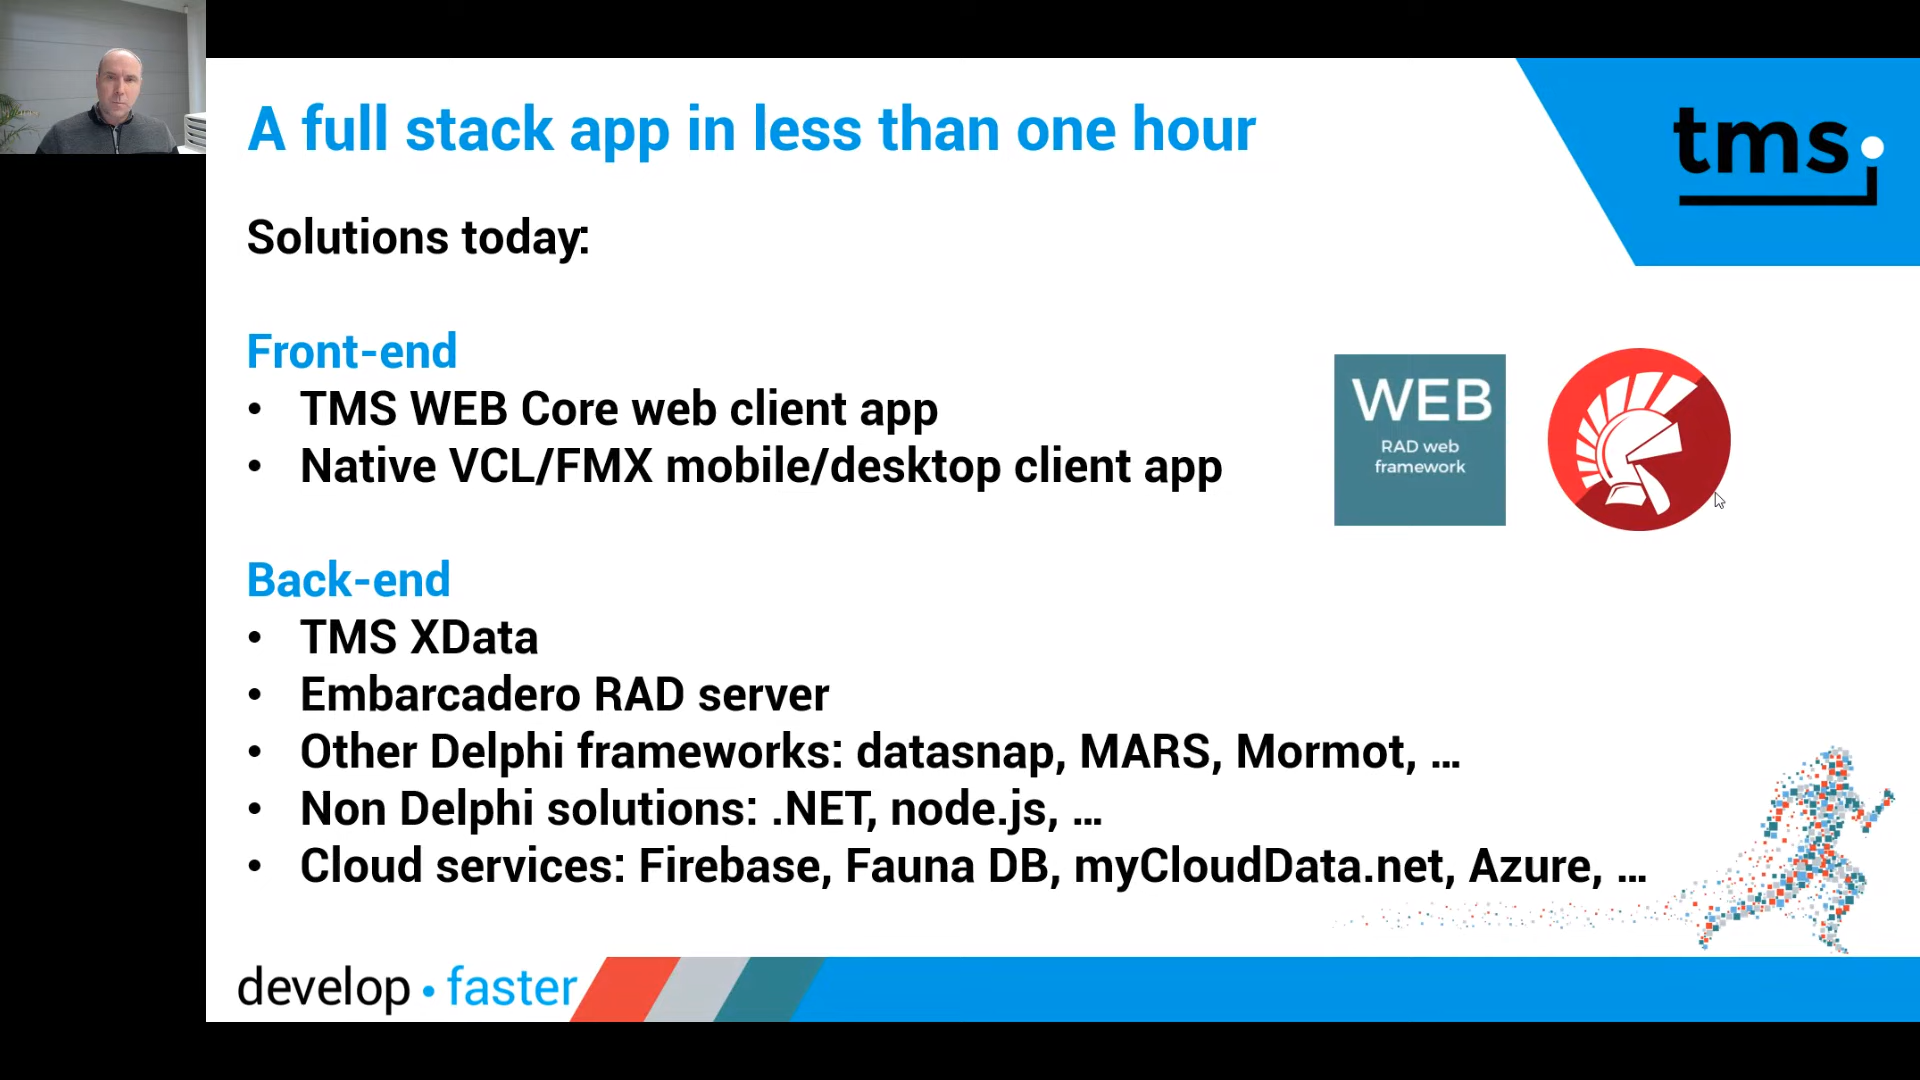 A full stack app in less than one hour
tms
Solutions today:
Front-end
• TMS WEB Core web client app
• Native VCL/FMX mobile/desktop client app
WEB
RAD web
framework
Back-end
• TMS XData
• Embarcadero RAD server
• Other Delphi frameworks: datasnap, MARS, Mormot, ...
• Non Delphi solutions: .NET, node.js, ...
• Cloud services: Firebase, Fauna DB, myCloudData.net, Azure, ...
develop • faster